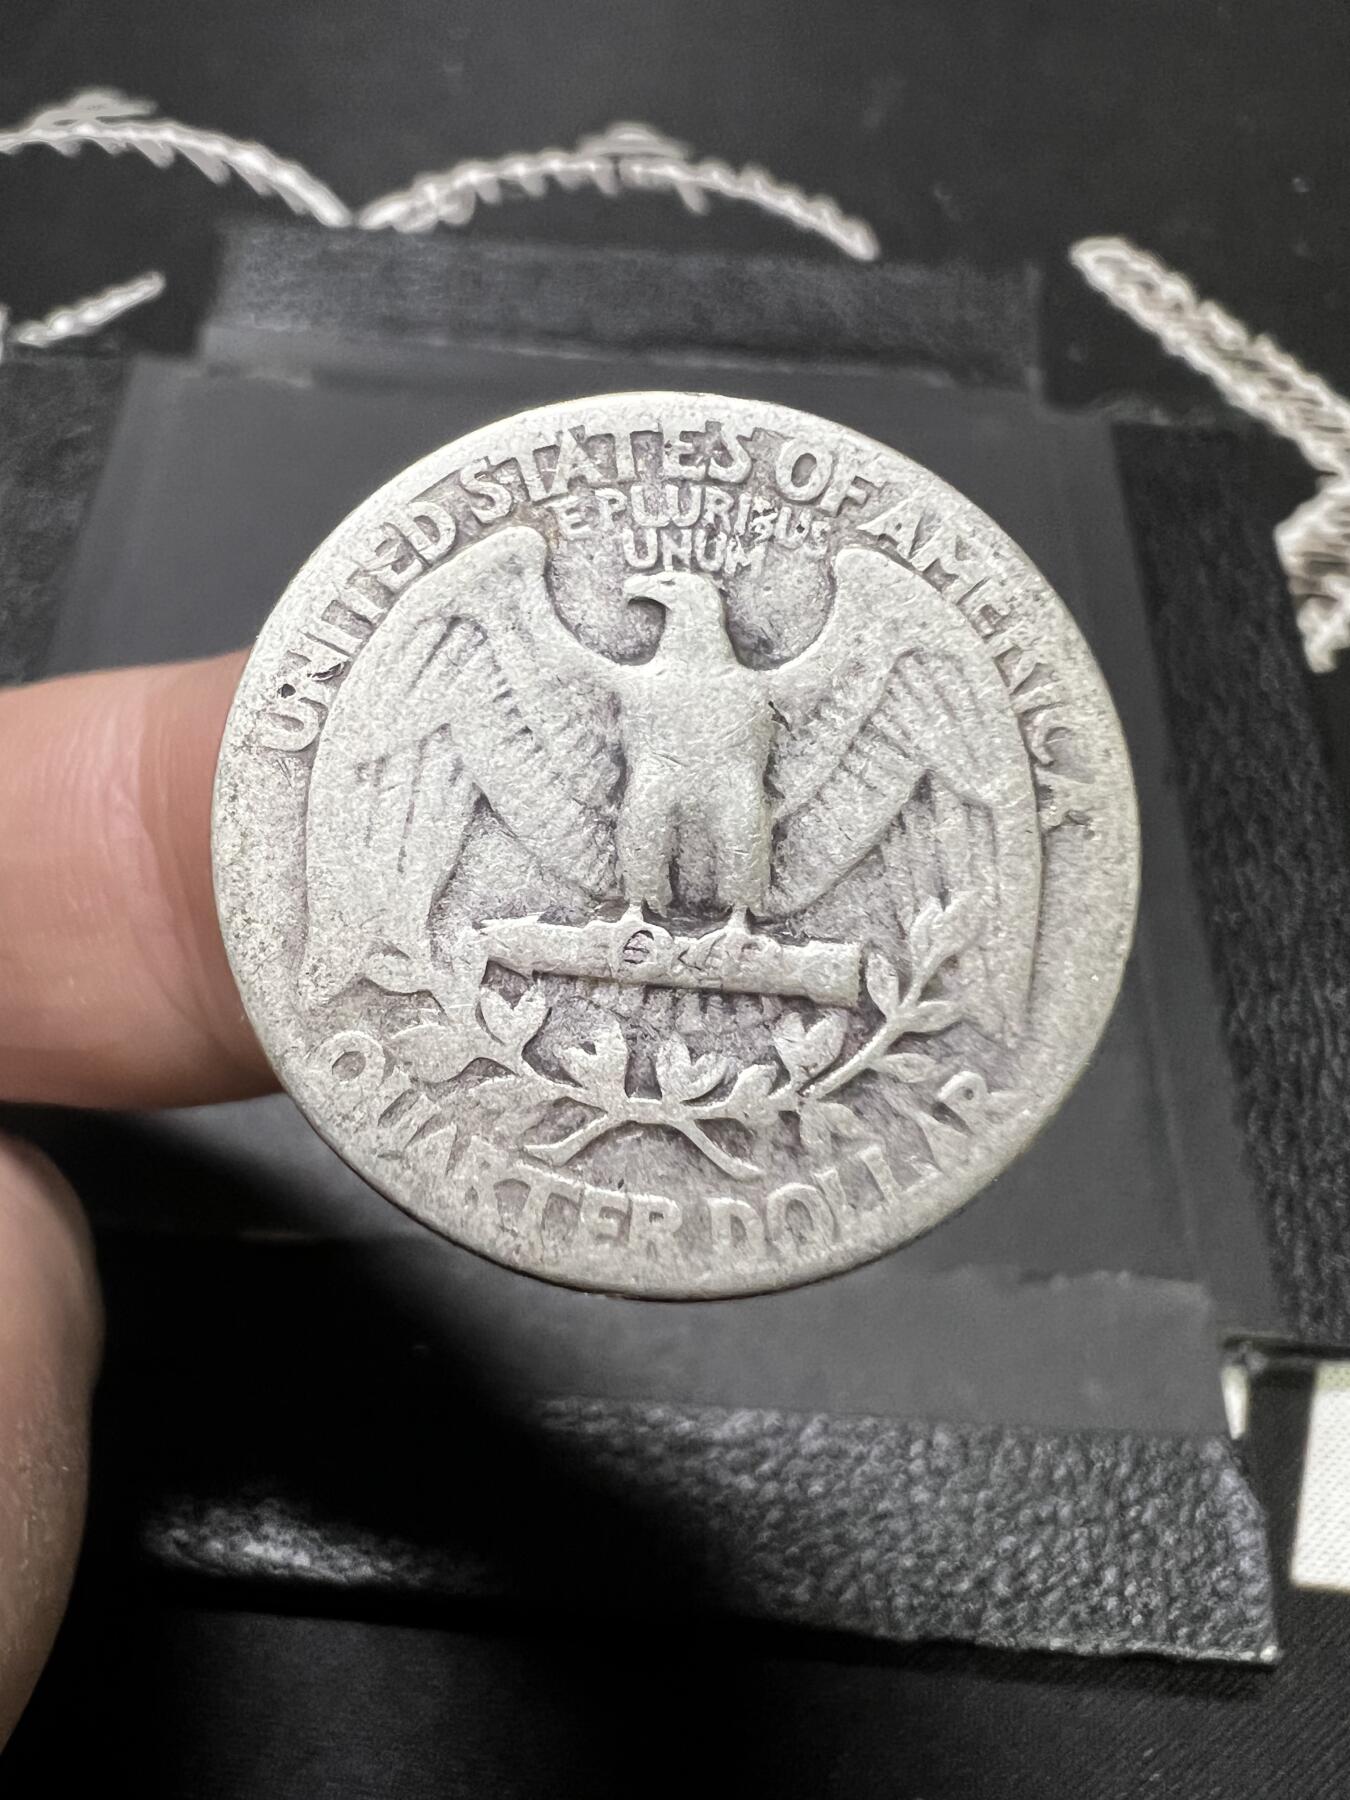 UNITED STATES OF AMERICA
E PLURIBUS
UNUM
QUARTER DOLLAR